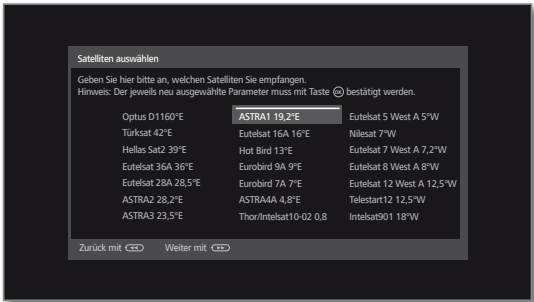 Satelliten auswählen
Geben Sie hier bitte an, welchen Satelliten Sie empfangen.
Hinweis: Der jeweils neu ausgewählte Parameter muss mit Taste OK bestätigt werden.
Optus D1160°E
Türksat 42°E
Hellas Sat2 39°E
Eutelsat 36A 36°E
Eutelsat 28A 28,5°E
ASTRA2 28,2°E
ASTRA3 23,5°E
ASTRA1 19,2°E
Eutelsat 16A 16°E
Hot Bird 13°E
Eurobird 9A 9°E
Eurobird 7A 7°E
ASTRA4A 4,8°E
Thor/Intelsat10-02 0,8
Eutelsat 5 West A 5°W
Nilesat 7°W
Eutelsat 7 West A 7,2°W
Eutelsat 8 West A 8°W
Eutelsat 12 West A 12,5°W
Telestart12 12,5°W
Intelsat901 18°W
Zurück mit ◄◄ Weiter mit ►►